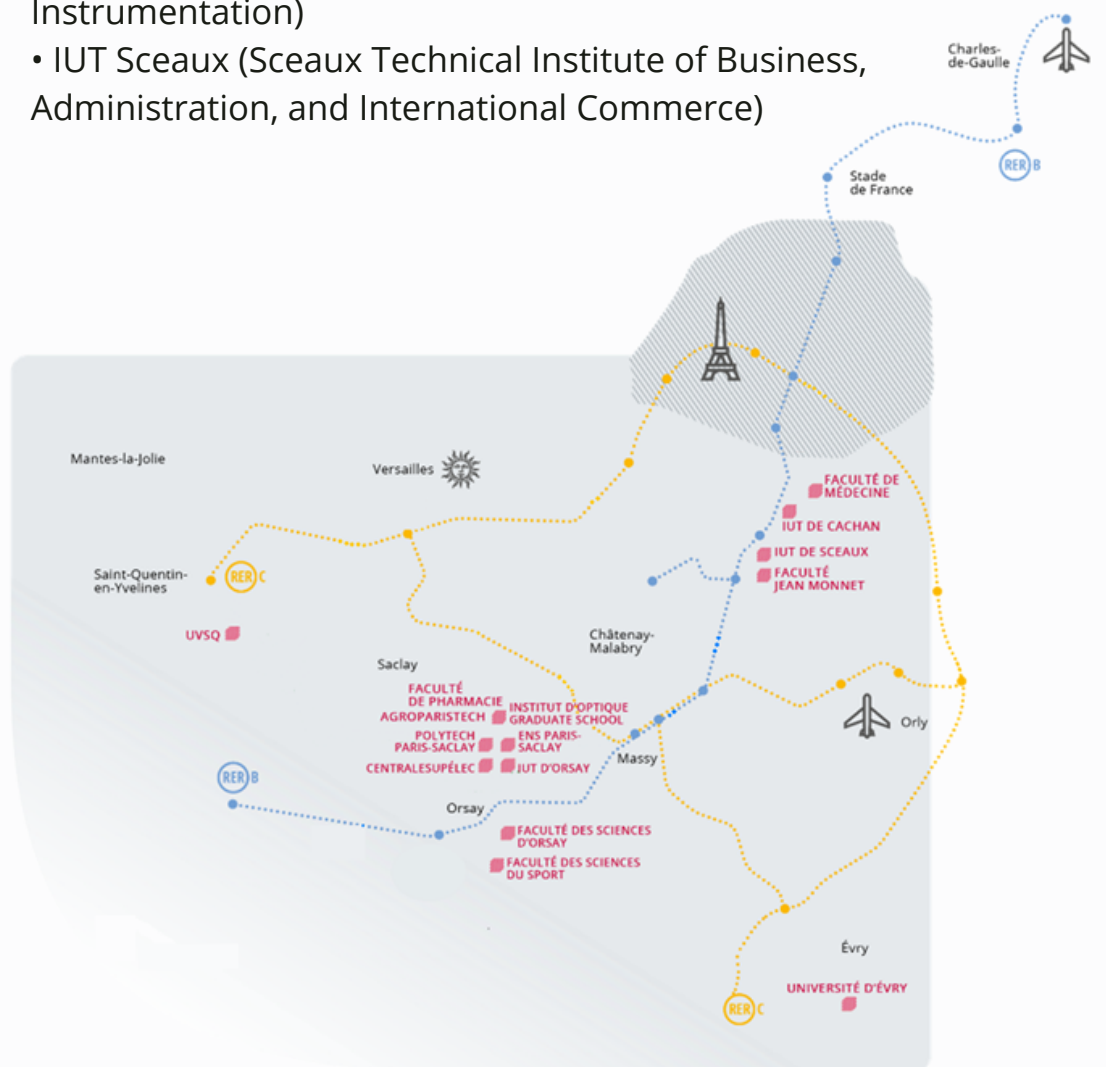 Instrumentation)
• IUT Sceaux (Sceaux Technical Institute of Business,
Administration, and International Commerce)
Charles-
de-Gaulle
RER B
Stade
de France
Mantes-la-Jolie
Versailles
FACULTÉ DE
MÉDECINE
IUT DE CACHAN
IUT DE SCEAUX
FACULTÉ
JEAN MONNET
Saint-Quentin-
en-Yvelines
RER C
UVSQ
Châtenay-
Malabry
Saclay
FACULTÉ
DE PHARMACIE
AGROPARISTECH
INSTITUT D'OPTIQUE
GRADUATE SCHOOL
POLYTECH
PARIS-SACLAY
ENS PARIS-
SACLAY
CENTRALESUPÉLEC
IUT D'ORSAY
Orly
Massy
RER B
Orsay
FACULTÉ DES SCIENCES
D'ORSAY
FACULTÉ DES SCIENCES
DU SPORT
Évry
UNIVERSITÉ D'ÉVRY
RER C